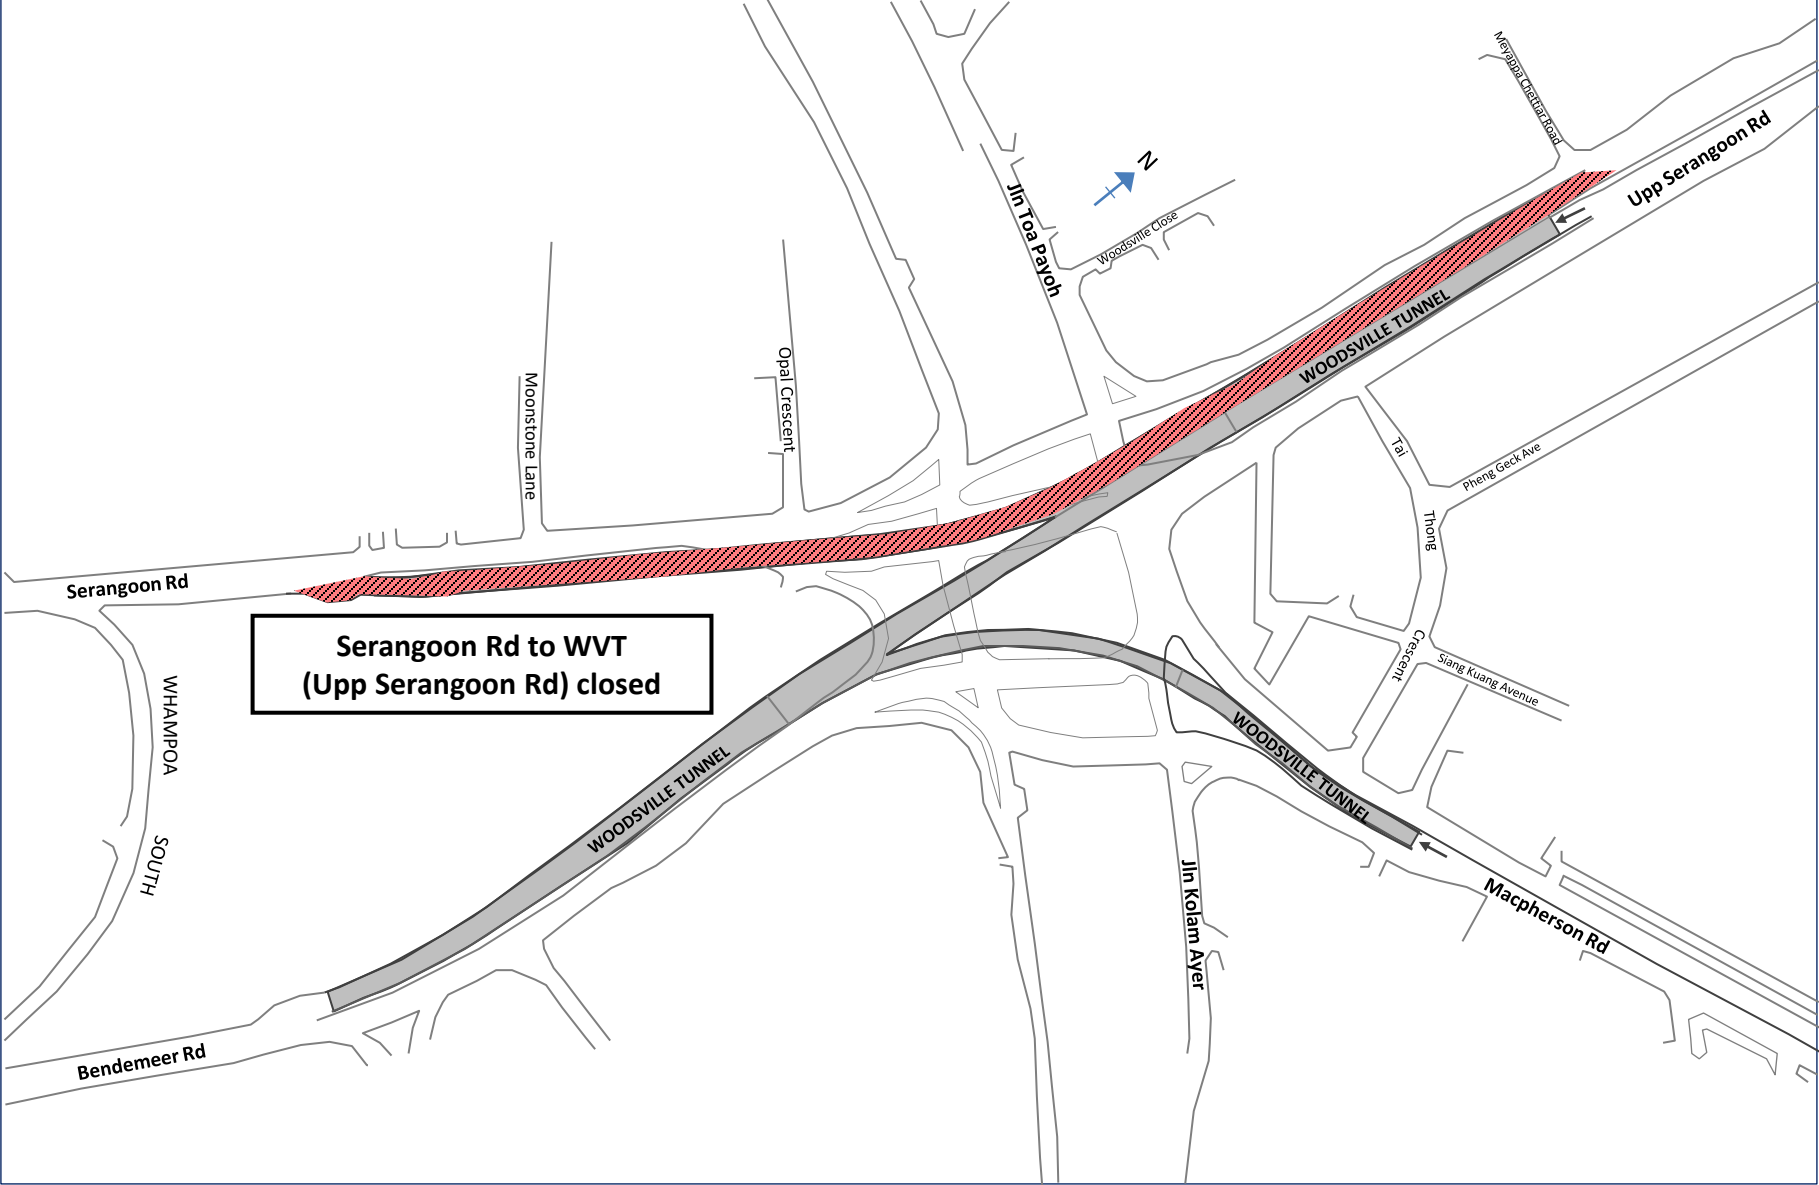 Meyappa Chettiar Road
Upp Serangoon Rd
N
Jln Toa Payoh
Woodsville Close
WOODSVILLE TUNNEL
Moonstone Lane
Opal Crescent
Tai
Thong
Crescent
Pheng Geck Ave
Siang Kuang Avenue
Serangoon Rd
Serangoon Rd to WVT
(Upp Serangoon Rd) closed
WHAMPOA
SOUTH
WOODSVILLE TUNNEL
WOODSVILLE TUNNEL
Jln Kolam Ayer
Macpherson Rd
Bendemeer Rd